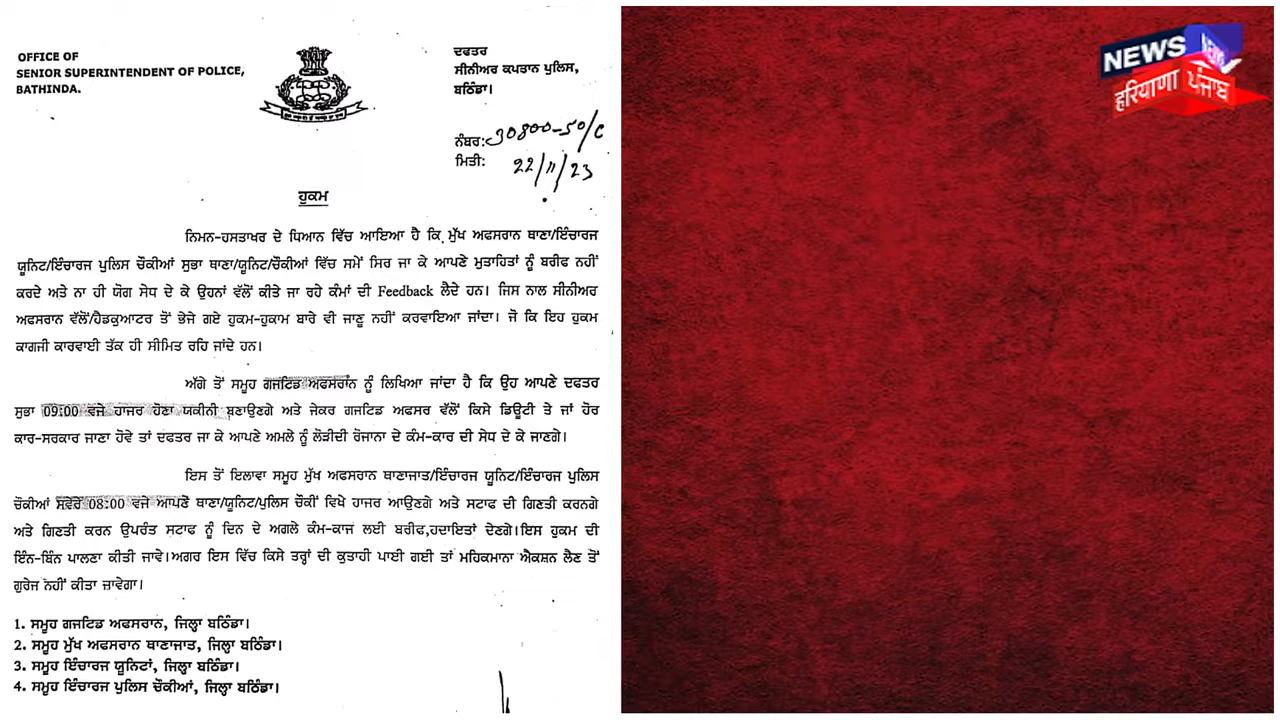 OFFICE OF
SENIOR SUPERINTENDENT OF POLICE,
BATHINDA.
ਦਫਤਰ
ਸੀਨੀਅਰ ਕਪਤਾਨ ਪੁਲਿਸ,
ਬਠਿੰਡਾ।
ਨੰਬਰ: 30800-50/C
ਮਿਤੀ: 22/11/23
ਹੁਕਮ
ਨਿਮਨ-ਹਸਤਾਖਰ ਦੇ ਧਿਆਨ ਵਿੱਚ ਆਇਆ ਹੈ ਕਿ ਮੁੱਖ ਅਫਸਰਾਨ ਥਾਣਾ/ਇੰਚਾਰਜ
ਯੂਨਿਟ/ਇੰਚਾਰਜ ਪੁਲਿਸ ਚੌਕੀਆਂ ਸੁਭਾ ਥਾਣਾ/ਯੂਨਿਟ/ਚੌਕੀਆਂ ਵਿੱਚ ਸਮੇਂ ਸਿਰ ਜਾ ਕੇ ਆਪਣੇ ਮੁਤਾਹਿਤਾਂ ਨੂੰ ਬਰੀਫ ਨਹੀਂ
ਕਰਦੇ ਅਤੇ ਨਾ ਹੀ ਯੋਗ ਸੇਧ ਦੇ ਕੇ ਉਹਨਾਂ ਵੱਲੋਂ ਕੀਤੇ ਜਾ ਰਹੇ ਕੰਮਾਂ ਦੀ Feedback ਲੈਦੇ ਹਨ। ਜਿਸ ਨਾਲ ਸੀਨੀਅਰ
ਅਫਸਰਾਨ ਵੱਲੋਂ/ਹੈਡਕੁਆਟਰ ਤੋਂ ਭੇਜੇ ਗਏ ਹੁਕਮ-ਹੁਕਾਮ ਬਾਰੇ ਵੀ ਜਾਣੂ ਨਹੀਂ ਕਰਵਾਇਆ ਜਾਂਦਾ। ਜੋ ਕਿ ਇਹ ਹੁਕਮ
ਕਾਗਜੀ ਕਾਰਵਾਈ ਤੱਕ ਹੀ ਸੀਮਿਤ ਰਹਿ ਜਾਂਦੇ ਹਨ।
ਅੱਗੇ ਤੋਂ ਸਮੂਹ ਗਜਟਿਡ ਅਫਸਰਾਂਨ ਨੂੰ ਲਿਖਿਆ ਜਾਂਦਾ ਹੈ ਕਿ ਉਹ ਆਪਣੇ ਦਫਤਰ
ਸੁਭਾ 09:00 ਵਜੇ ਹਾਜਰ ਹੋਣਾ ਯਕੀਨੀ ਬਣਾਉਣਗੇ ਅਤੇ ਜੇਕਰ ਗਜਟਿਡ ਅਫਸਰ ਵੱਲੋਂ ਕਿਸੇ ਡਿਊਟੀ ਤੇ ਜਾਂ ਹੋਰ
ਕਾਰ-ਸਰਕਾਰ ਜਾਣਾ ਹੋਵੇ ਤਾਂ ਦਫਤਰ ਜਾ ਕੇ ਆਪਣੇ ਅਮਲੇ ਨੂੰ ਲੋੜੀਦੀ ਰੋਜਾਨਾ ਦੇ ਕੰਮ-ਕਾਰ ਦੀ ਸੇਧ ਦੇ ਕੇ ਜਾਣਗੇ।
ਇਸ ਤੋਂ ਇਲਾਵਾ ਸਮੂਹ ਮੁੱਖ ਅਫਸਰਾਨ ਥਾਣਾਜਾਤ/ਇੰਚਾਰਜ ਯੂਨਿਟ/ਇੰਚਾਰਜ ਪੁਲਿਸ
ਚੌਕੀਆਂ ਸਵੇਰੇ 08:00 ਵਜੇ ਆਪਣੇ ਥਾਣਾ/ਯੂਨਿਟ/ਪੁਲਿਸ ਚੌਕੀਂ ਵਿਖੇ ਹਾਜਰ ਆਉਣਗੇ ਅਤੇ ਸਟਾਫ ਦੀ ਗਿਣਤੀ ਕਰਨਗੇ
ਅਤੇ ਗਿਣਤੀ ਕਰਨ ਉਪਰੰਤ ਸਟਾਫ ਨੂੰ ਦਿਨ ਦੇ ਅਗਲੇ ਕੰਮ-ਕਾਜ ਲਈ ਬਰੀਫ,ਹਦਾਇਤਾਂ ਦੇਣਗੇ।ਇਸ ਹੁਕਮ ਦੀ
ਇੰਨ-ਬਿੰਨ ਪਾਲਣਾ ਕੀਤੀ ਜਾਵੇ।ਅਗਰ ਇਸ ਵਿੱਚ ਕਿਸੇ ਤਰ੍ਹਾਂ ਦੀ ਕੁਤਾਹੀ ਪਾਈ ਗਈ ਤਾਂ ਮਹਿਕਮਾਨਾ ਐਕਸ਼ਨ ਲੈਣ ਤੋਂ
ਗੁਰੇਜ ਨਹੀਂ ਕੀਤਾ ਜ਼ਾਵੇਗਾ।
1. ਸਮੂਹ ਗਜਟਿਡ ਅਫਸਰਾਨ, ਜਿਲ੍ਹਾ ਬਠਿੰਡਾ।
2. ਸਮੂਹ ਮੁੱਖ ਅਫਸਰਾਨ ਥਾਣਾਜਾਤ, ਜਿਲ੍ਹਾ ਬਠਿੰਡਾ।
3. ਸਮੂਹ ਇੰਚਾਰਜ ਯੂਨਿਟਾਂ, ਜਿਲ੍ਹਾ ਬਠਿੰਡਾ।
4. ਸਮੂਹ ਇੰਚਾਰਜ ਪੁਲਿਸ ਚੌਕੀਆਂ, ਜਿਲ੍ਹਾ ਬਠਿੰਡਾ।
NEWS NEWS
हरियाणा ਪੰਜਾਬ